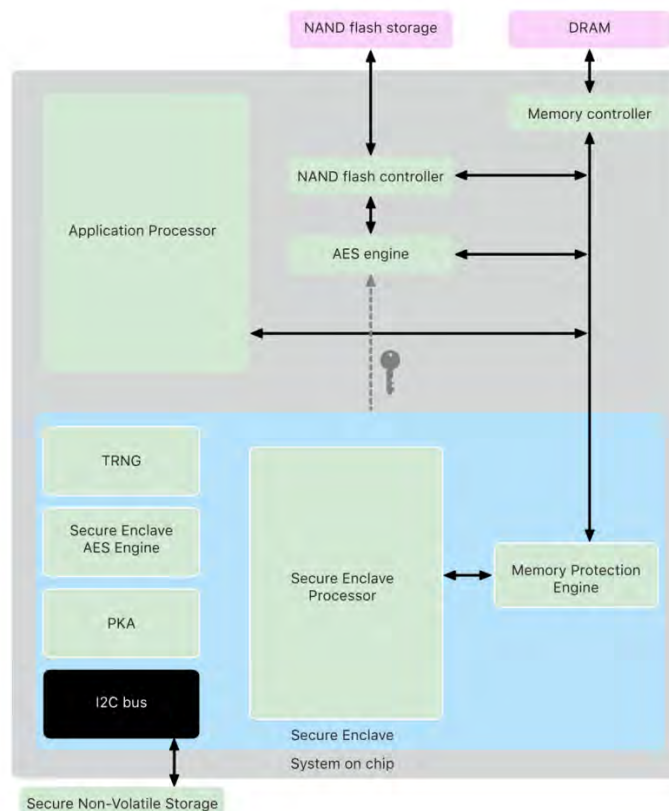 NAND flash storage
DRAM
Memory controller
NAND flash controller
Application Processor
AES engine
TRNG
Secure Enclave
AES Engine
Secure Enclave
Processor
Memory Protection
Engine
PKA
I2C bus
Secure Enclave
System on chip
Secure Non-Volatile Storage